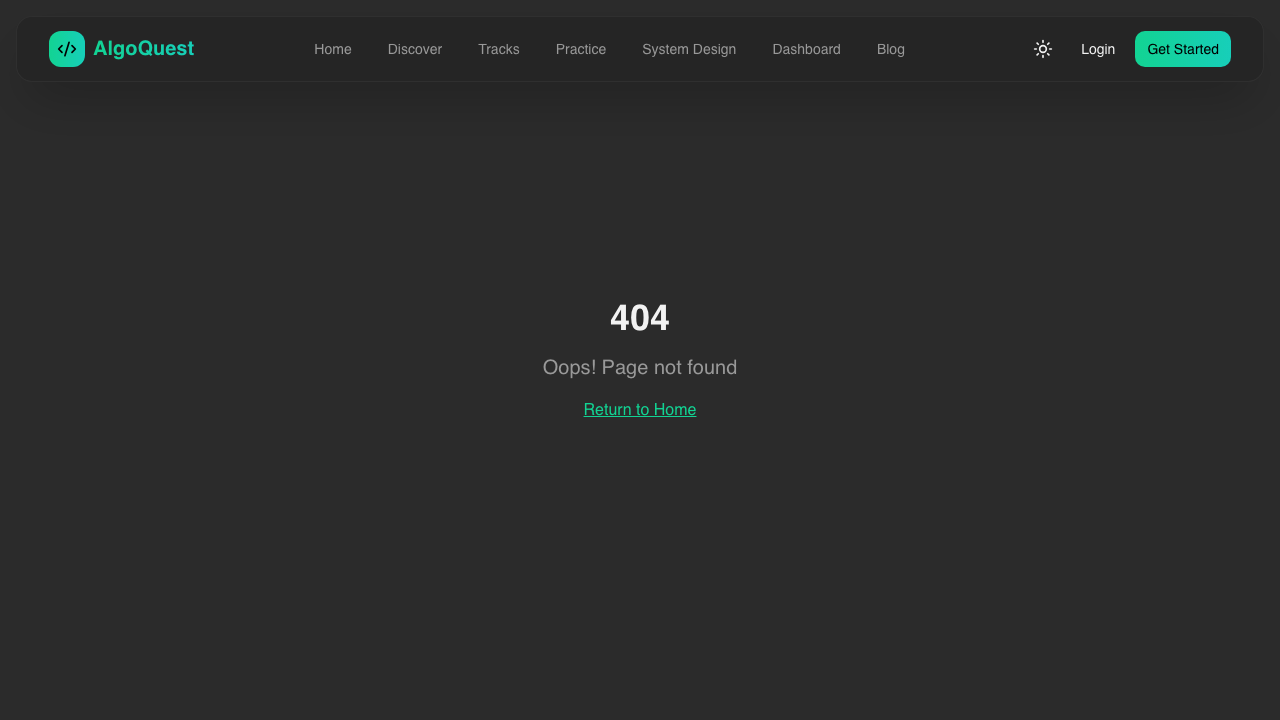 AlgoQuest
Home Discover Tracks Practice System Design Dashboard Blog
Login
Get Started
404
Oops! Page not found
Return to Home